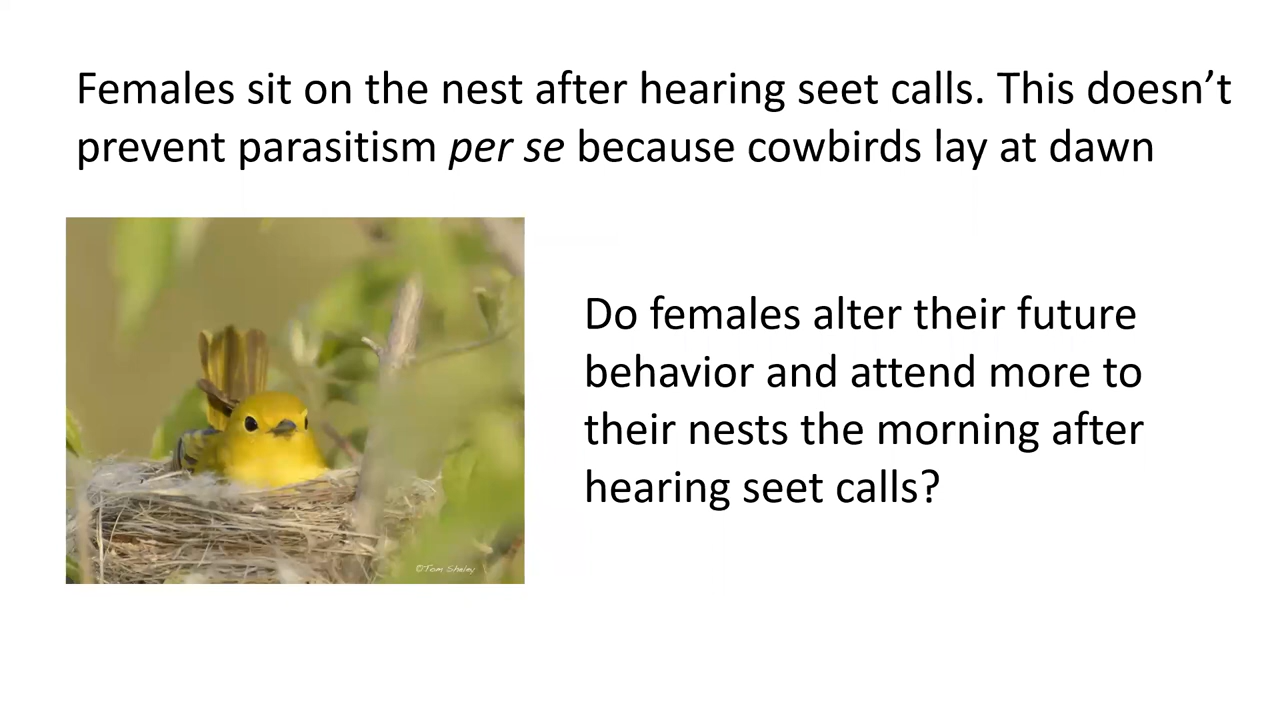 Females sit on the nest after hearing seet calls. This doesn’t
prevent parasitism per se because cowbirds lay at dawn
Do females alter their future
behavior and attend more to
their nests the morning after
hearing seet calls?
©Tom Sheley